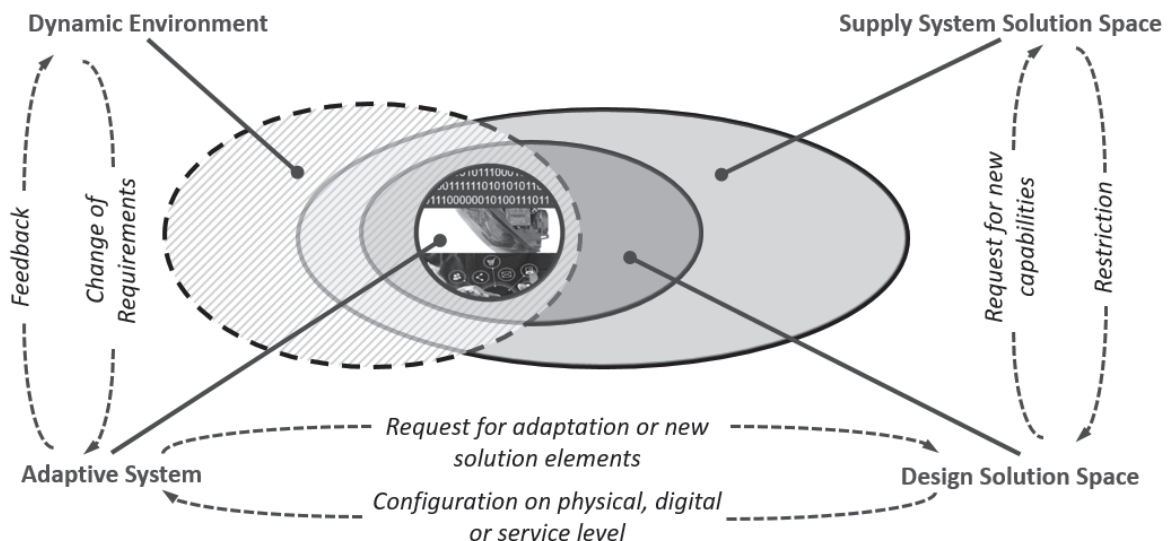 Dynamic Environment
Supply System Solution Space
Feedback
Change of
Requirements
Request for new
capabilities
Restriction
Adaptive System
Request for adaptation or new
solution elements
Design Solution Space
Configuration on physical, digital
or service level